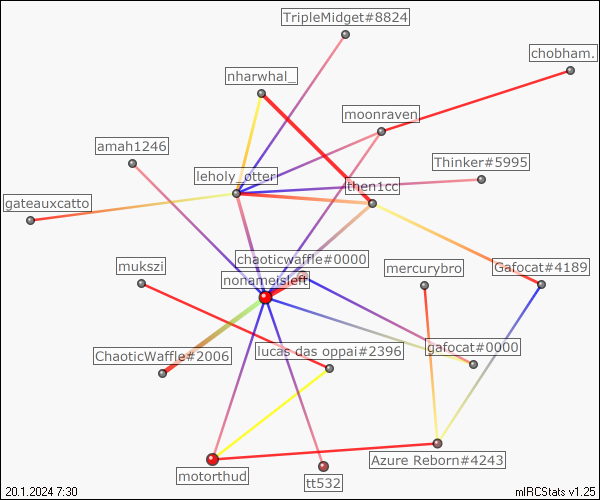 TripleMidget#8824
chobham.
nharwhal_
moonraven
amah1246
Thinker#5995
leholy_otter
then1cc
gateauxcatto
chaoticwaffle#0000
mukszi
mercurybro
Gafocat#4189
nonameisleft
lucas das oppai#2396
gafocat#0000
ChaoticWaffle#2006
Azure Reborn#4243
motorthud
tt532
20.1.2024 7:30
mIRCStats v1.25